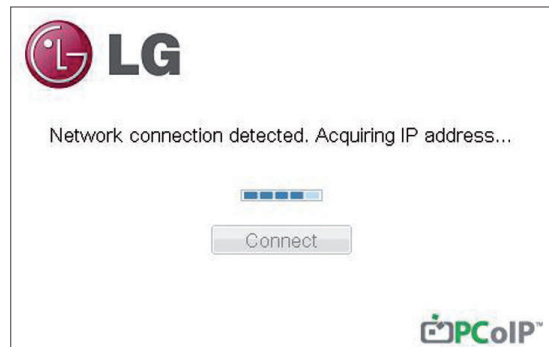 LG
Network connection detected. Acquiring IP address...
Connect
PCoIP™